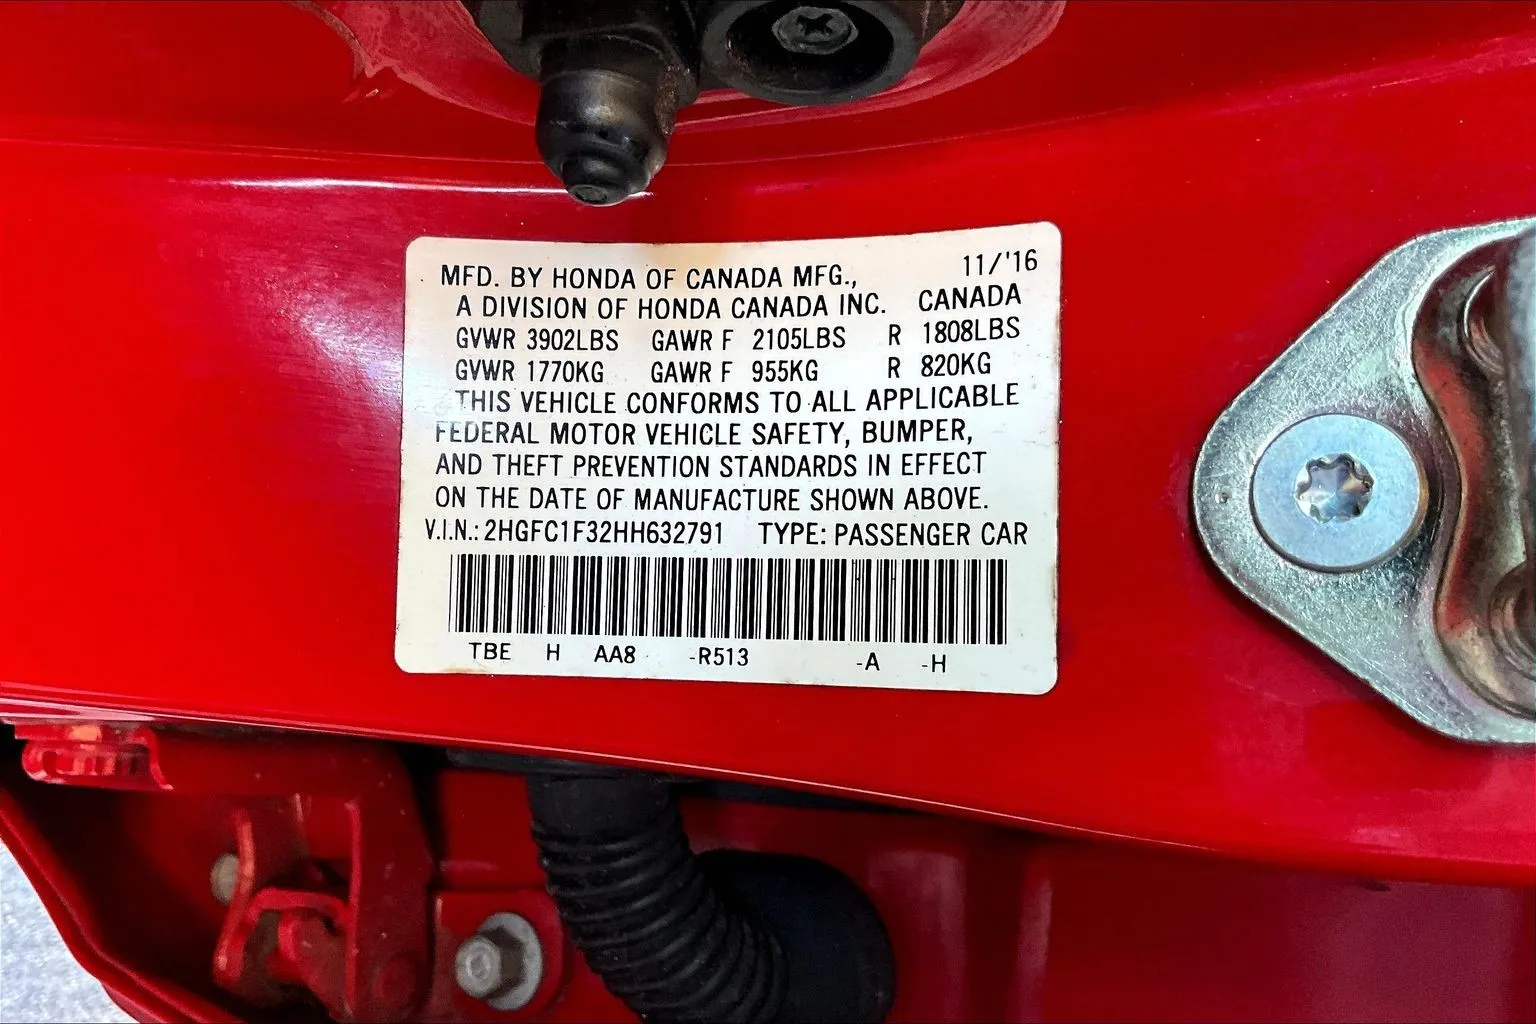 MFD. BY HONDA OF CANADA MFG., 11/'16
A DIVISION OF HONDA CANADA INC. CANADA
GVWR 3902LBS GAWR F 2105LBS R 1808LBS
GVWR 1770KG GAWR F 955KG R 820KG
THIS VEHICLE CONFORMS TO ALL APPLICABLE
FEDERAL MOTOR VEHICLE SAFETY, BUMPER,
AND THEFT PREVENTION STANDARDS IN EFFECT
ON THE DATE OF MANUFACTURE SHOWN ABOVE.
V.I.N.: 2HGFC1F32HH632791 TYPE: PASSENGER CAR
TBE H AA8 -R513 -A -H